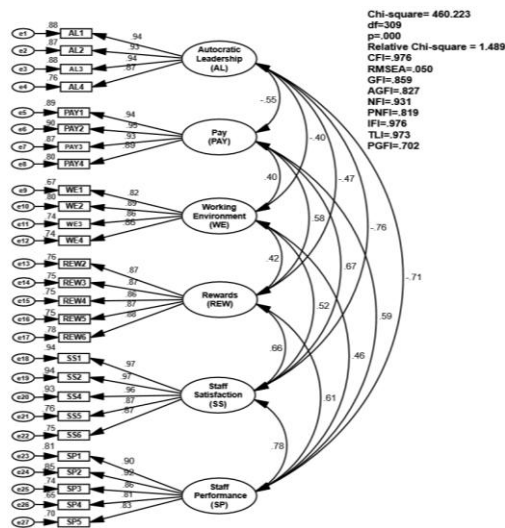 Chi-square= 460.223
df=309
p=.000
Relative Chi-square = 1.489
CFI=.976
RMSEA=.050
GFI=.859
AGFI=.827
NFI=.931
PNFI=.819
IFI=.976
TLI=.973
PGFI=.702
.88
e1 AL1 .94
.87
e2 AL2 .93
.88
e3 AL3 .94
.76
e4 AL4 .87
Autocratic
Leadership
(AL)
-.55
.89
e5 PAY1 .94
.90
e6 PAY2 .95
.87
e7 PAY3 .93
.80
e8 PAY4 .89
Pay
(PAY)
-.40
.40
-.47
.58
.67
e9 WE1 .82
.80
e10 WE2 .89
.74
e11 WE3 .86
.74
e12 WE4 .86
Working
Environment
(WE)
-.76
.67
-.71
.42
.52
.59
.46
.76
e13 REW2 .87
.75
e14 REW3 .87
.75
e15 REW4 .86
.75
e16 REW5 .87
.78
e17 REW6 .88
Rewards
(REW)
.66
.61
.94
e18 SS1 .97
.94
e19 SS2 .97
.93
e20 SS4 .96
.76
e21 SS5 .87
.75
e22 SS6 .87
Staff
Satisfaction
(SS)
.78
.81
e23 SP1 .90
.85
e24 SP2 .92
.74
e25 SP3 .86
.65
e26 SP4 .81
.70
e27 SP5 .83
Staff
Performance
(SP)